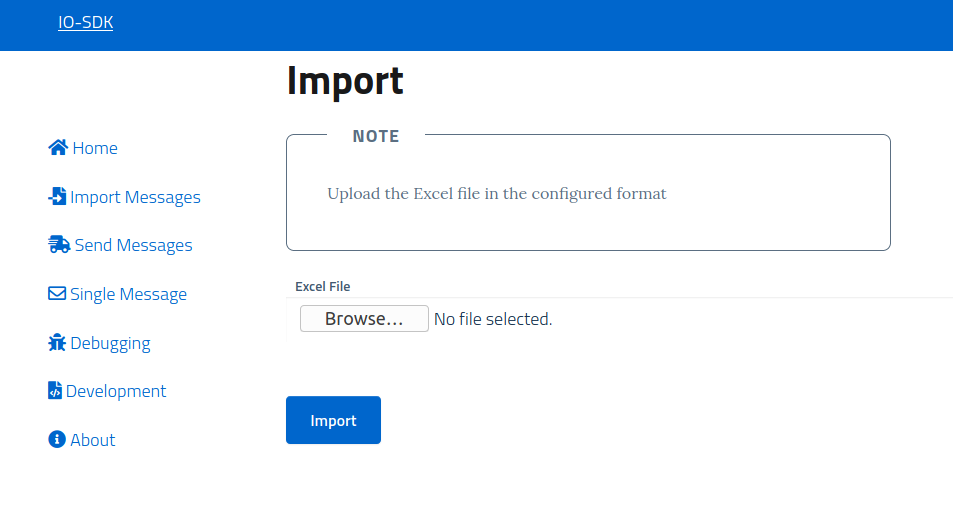 IO-SDK
Import
Home
Import Messages
Send Messages
Single Message
Debugging
Development
About
NOTE
Upload the Excel file in the configured format
Excel File
Browse... No file selected.
Import